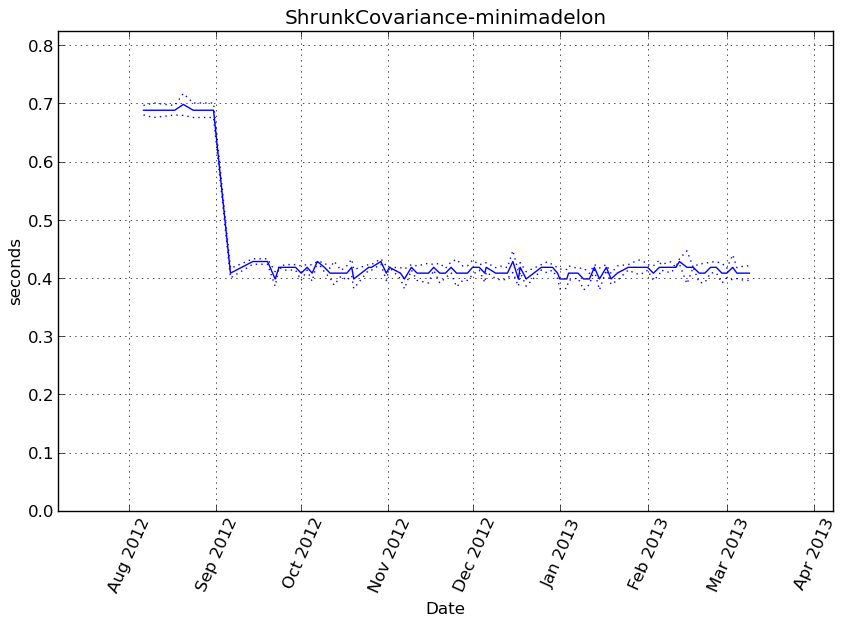 ShrunkCovariance-minimadelon
0.8
0.7
0.6
0.5
0.4
0.3
0.2
0.1
0.0
seconds
Aug 2012
Sep 2012
Oct 2012
Nov 2012
Dec 2012
Jan 2013
Feb 2013
Mar 2013
Apr 2013
Date